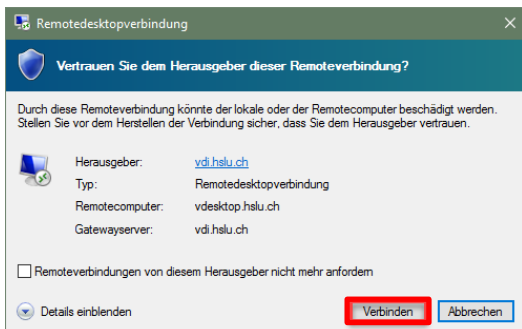 Remotedesktopverbindung
Vertrauen Sie dem Herausgeber dieser Remoteverbindung?
Durch diese Remoteverbindung könnte der lokale oder der Remotecomputer beschädigt werden.
Stellen Sie vor dem Herstellen der Verbindung sicher, dass Sie dem Herausgeber vertrauen.
Herausgeber: vdi.hslu.ch
Typ: Remotedesktopverbindung
Remotecomputer: vdesktop.hslu.ch
Gatewayserver: vdi.hslu.ch
Remoteverbindungen von diesem Herausgeber nicht mehr anfordern
Details einblenden Verbinden Abbrechen